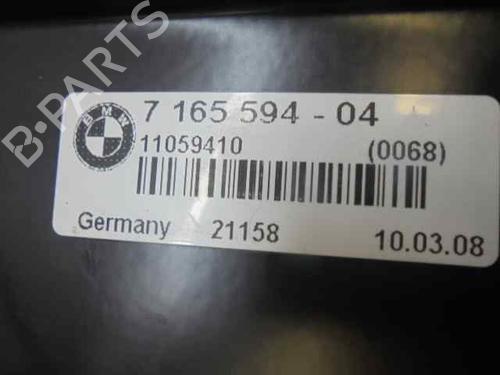 B-PARTS
BMW
7 165 594 - 04
11059410 (0068)
Germany 21158 10.03.08